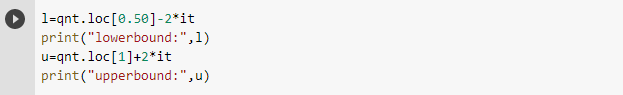 l=qnt.loc[0.50]-2*it
print("lowerbound:",l)
u=qnt.loc[1]+2*it
print("upperbound:",u)